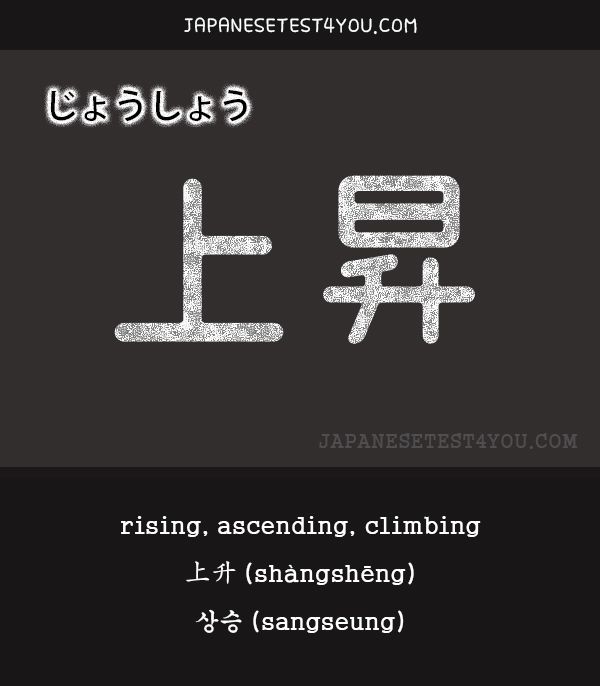 JAPANESETEST4YOU.COM
じょうしょう
上昇
JAPANESETEST4YOU.COM
rising, ascending, climbing
上升 (shàngshēng)
상승 (sangseung)